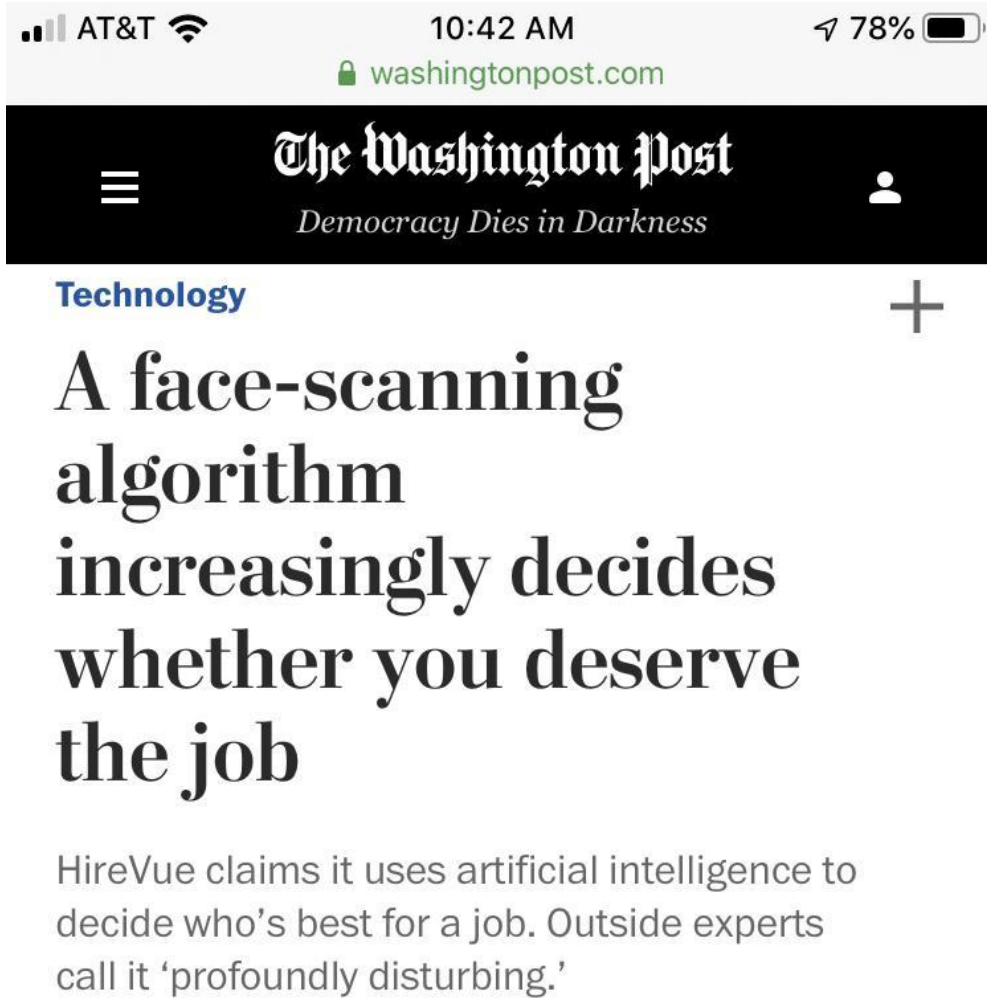 AT&T 10:42 AM 78%
washingtonpost.com
The Washington Post
Democracy Dies in Darkness
Technology
A face-scanning
algorithm
increasingly decides
whether you deserve
the job
HireVue claims it uses artificial intelligence to
decide who’s best for a job. Outside experts
call it ‘profoundly disturbing.’